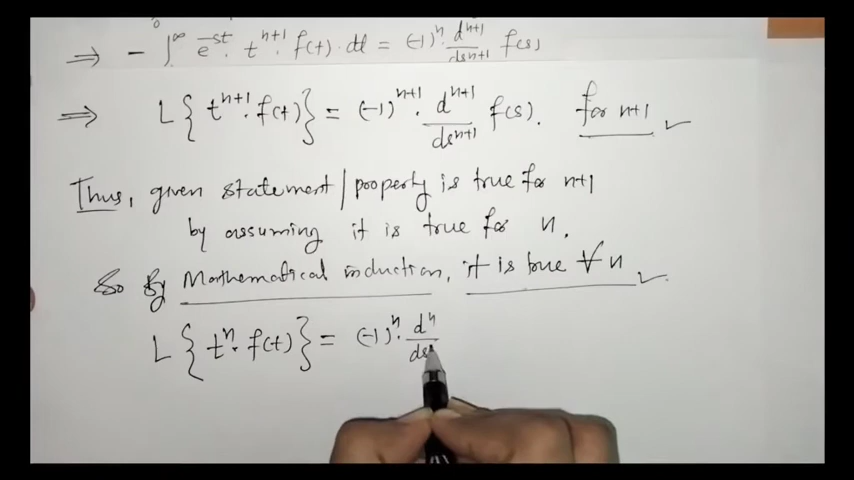 ⇒ - ∫₀^∞ e^{-st} · t^{n+1} · f(t) · dt = (-1)^n · d^{n+1}/ds^{n+1} f(s)
⇒ L{ t^{n+1} · f(t) } = (-1)^{n+1} · d^{n+1}/ds^{n+1} f(s). for n+1 ✓
Thus, given statement/property is true for n+1
by assuming it is true for n.
So By Mathematical induction, it is true ∀ n ✓
L{ t^n · f(t) } = (-1)^n · d^n/ds